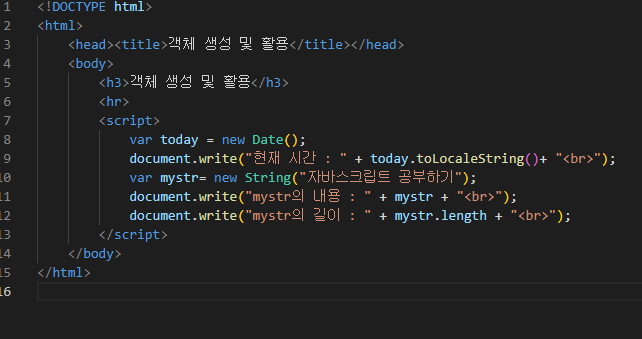 1 <!DOCTYPE html>
2 <html>
3 <head><title>객체 생성 및 활용</title></head>
4 <body>
5 <h3>객체 생성 및 활용</h3>
6 <hr>
7 <script>
8 var today = new Date();
9 document.write("현재 시간 : " + today.toLocaleString()+ "<br>");
10 var mystr= new String("자바스크립트 공부하기");
11 document.write("mystr의 내용 : " + mystr + "<br>");
12 document.write("mystr의 길이 : " + mystr.length + "<br>");
13 </script>
14 </body>
15 </html>
16